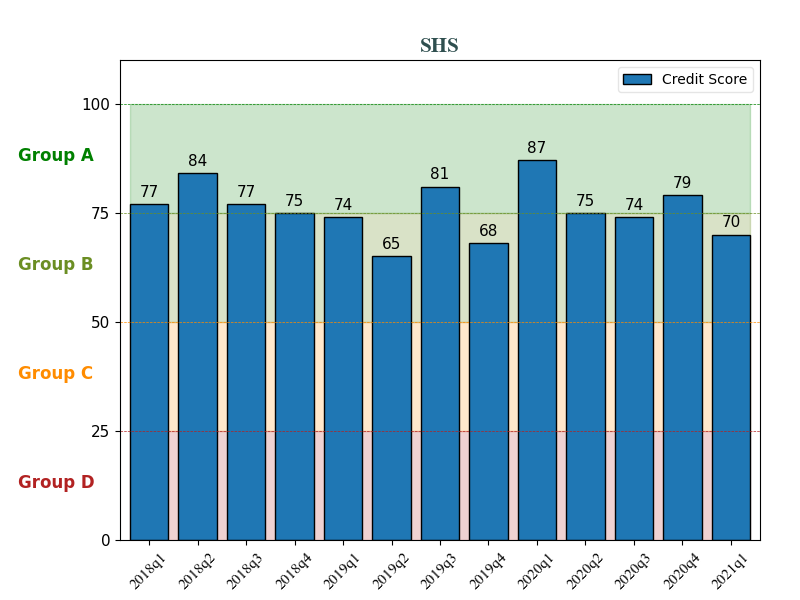 SHS
Credit Score
100
75
50
25
0
Group A
Group B
Group C
Group D
77
84
77
75
74
65
81
68
87
75
74
79
70
2018q1
2018q2
2018q3
2018q4
2019q1
2019q2
2019q3
2019q4
2020q1
2020q2
2020q3
2020q4
2021q1